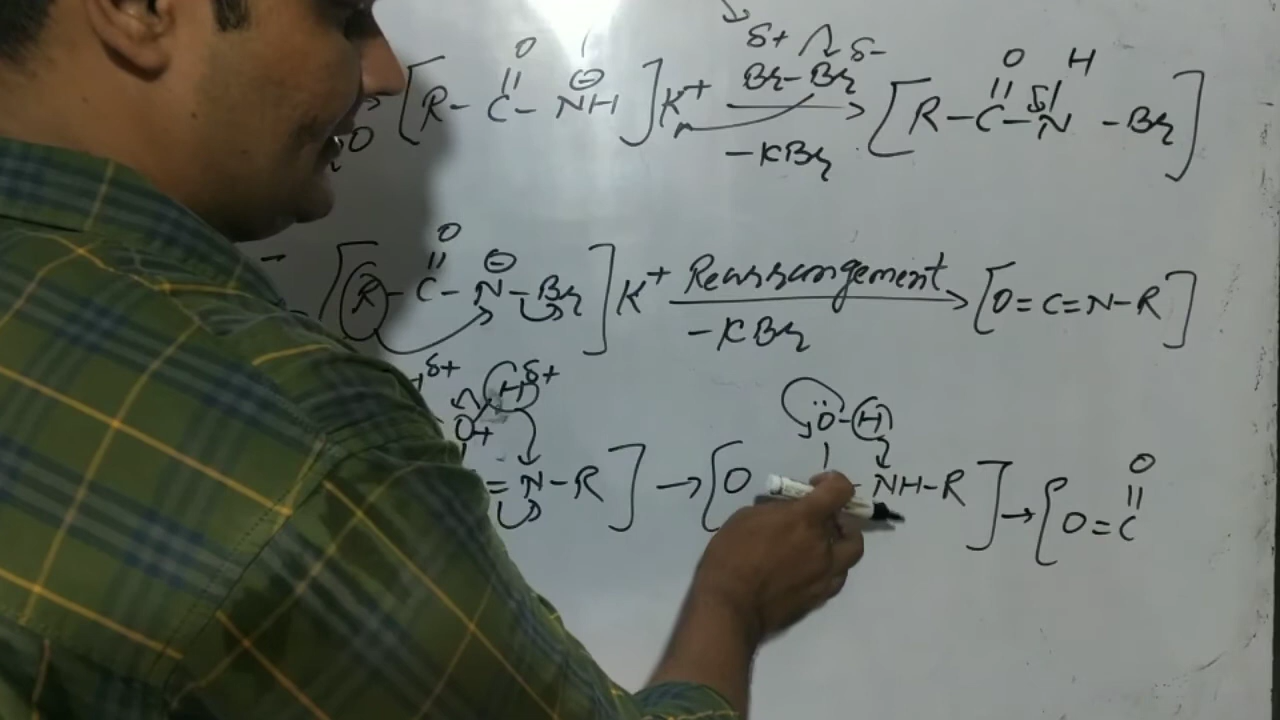 δ+ δ-
O Br-Br O H
|| ⊖ || δ|
O [R-C-NH]K+ → [R-C-N-Br]
-KBr
O
|| ⊖
- [R-C-N-Br]K+ Rearrangement → [O=C=N-R]
-KBr
δ+ H δ+ Ö-H
O+ | O
| ||
=N-R] → [O -NH-R] → [O=C